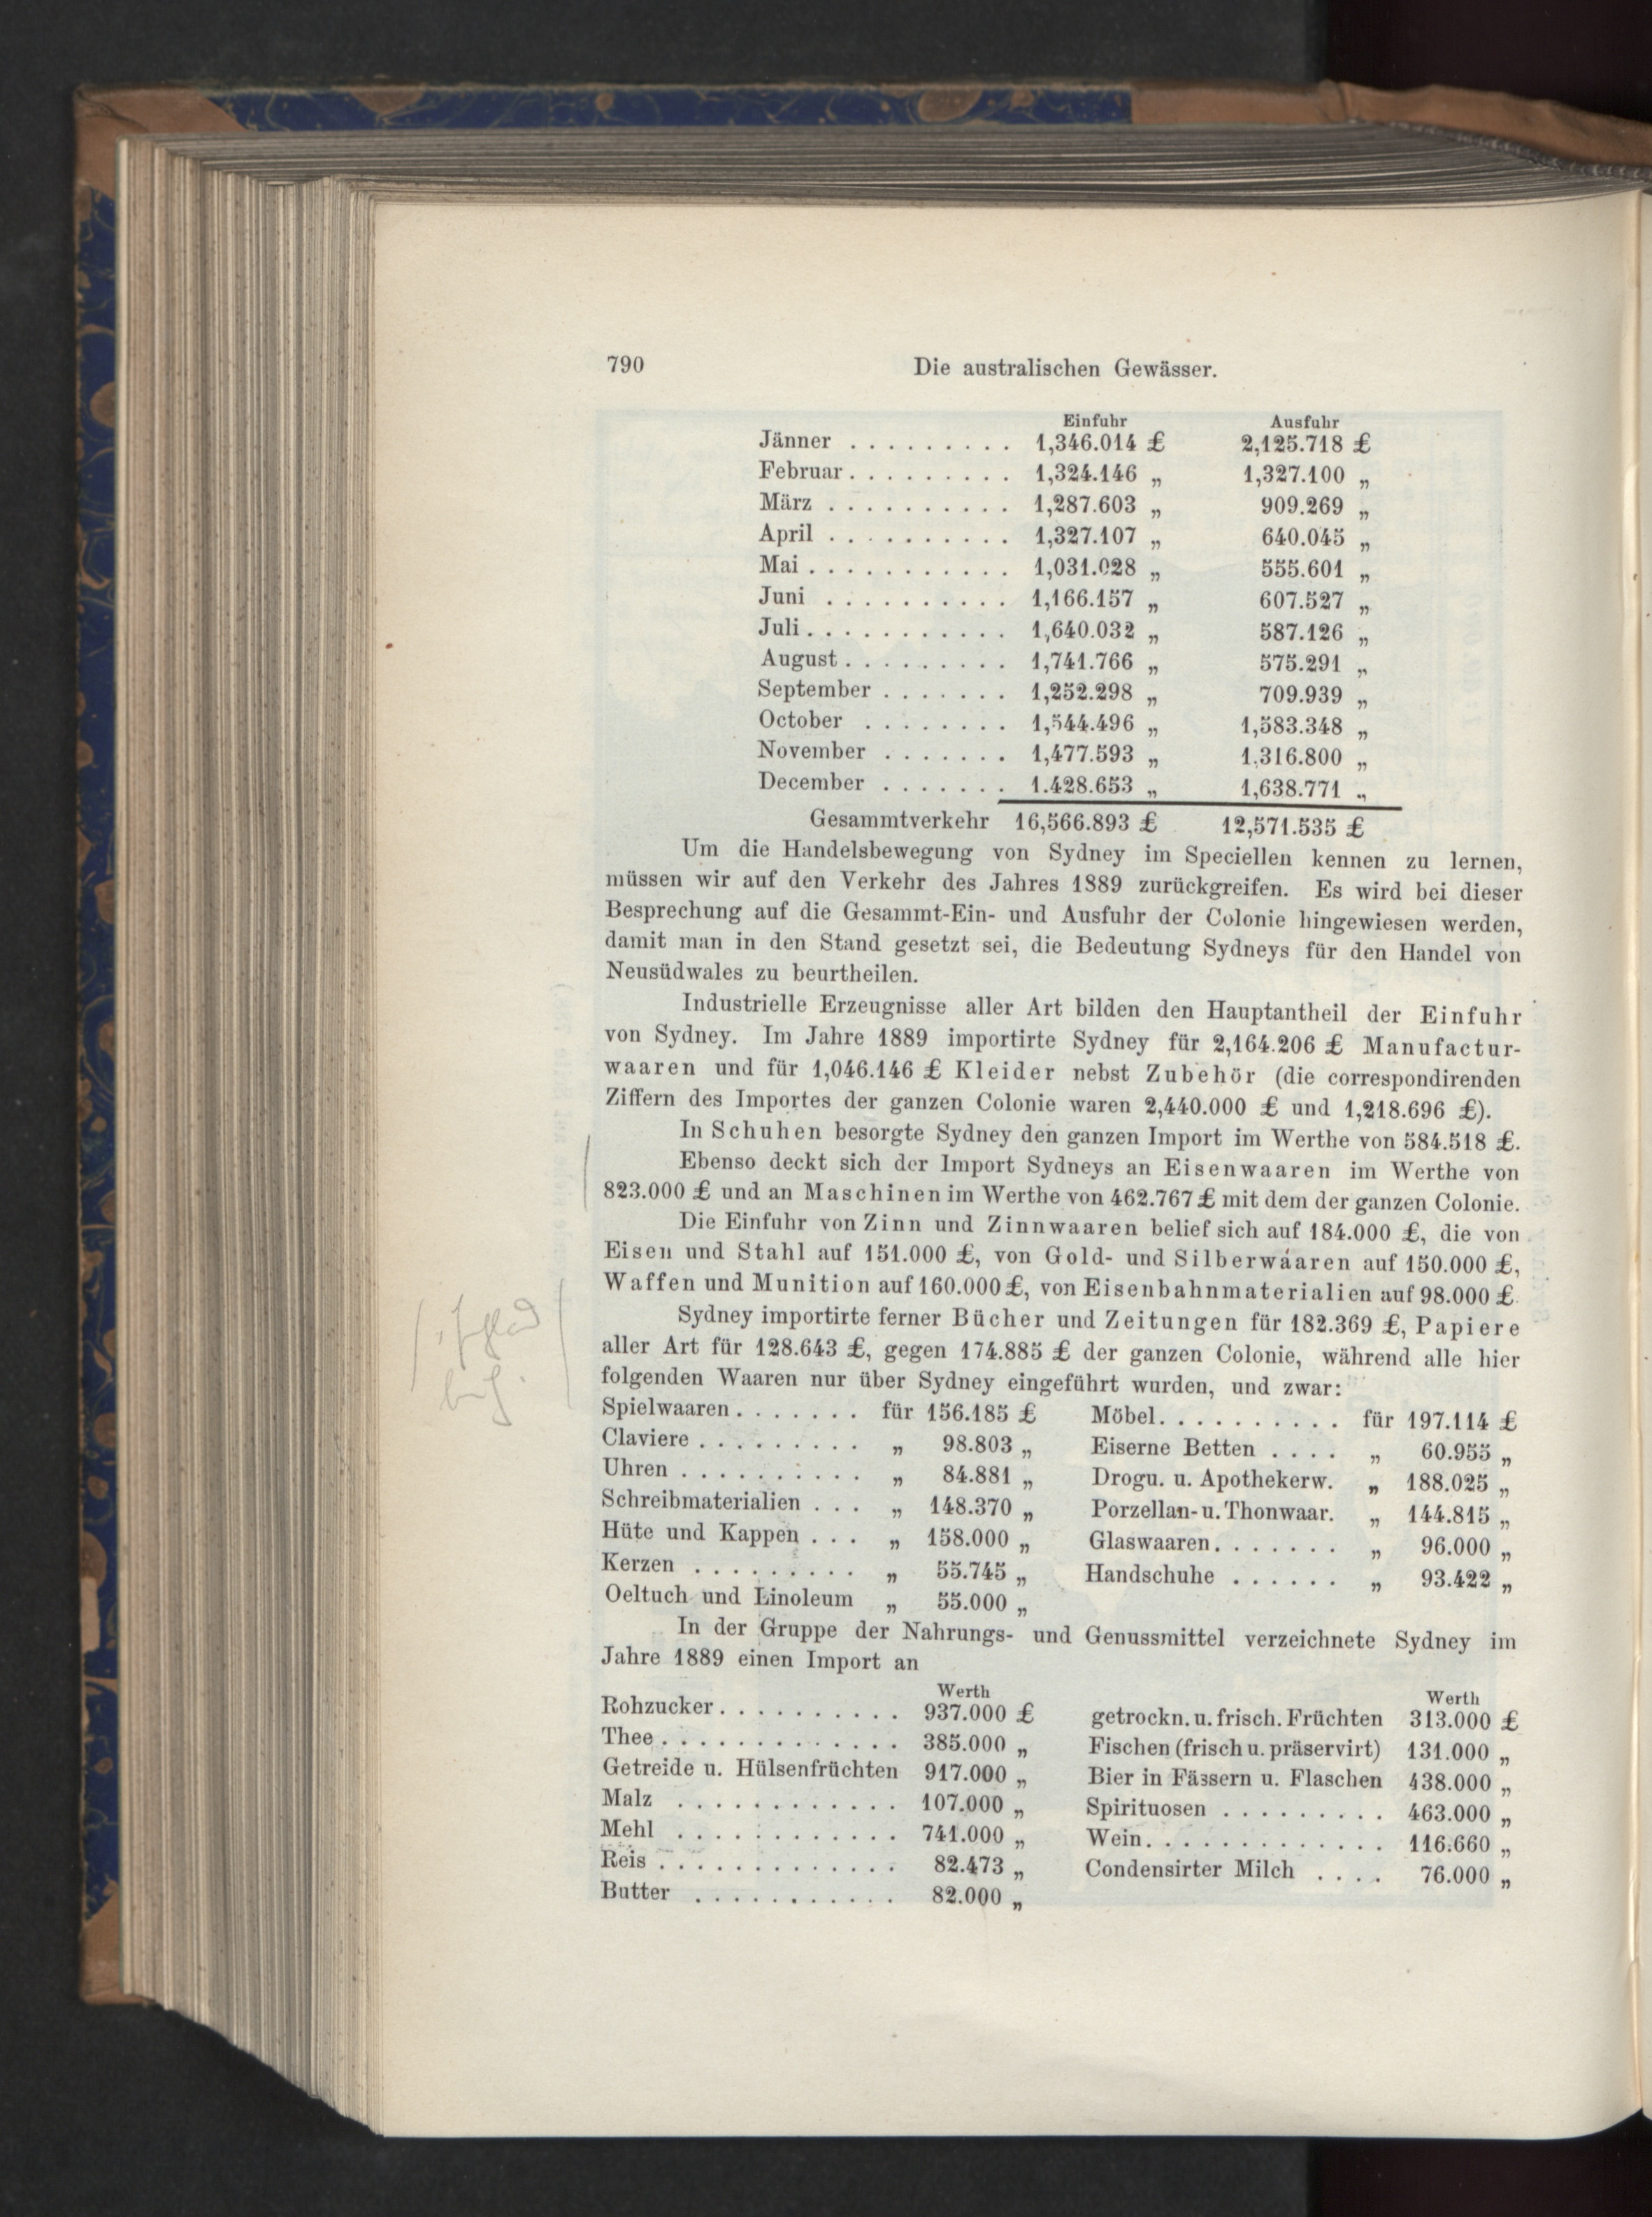 790 Die australischen Gewässer.
Einfuhr Ausfuhr
Jänner . . . . . . . . . 1,346.014 £ 2,125.718 £
Februar . . . . . . . . . 1,324.146 „ 1,327.100 „
März . . . . . . . . . . 1,287.603 „ 909.269 „
April . . . . . . . . . . 1,327.107 „ 640.045 „
Mai . . . . . . . . . . . 1,031.028 „ 555.601 „
Juni . . . . . . . . . . 1,166.157 „ 607.527 „
Juli . . . . . . . . . . . 1,640.032 „ 587.126 „
August . . . . . . . . . 1,741.766 „ 575.291 „
September . . . . . . . 1,252.298 „ 709.939 „
October . . . . . . . . 1,544.496 „ 1,583.348 „
November . . . . . . . 1,477.593 „ 1,316.800 „
December . . . . . . . 1.428.653 „ 1,638.771 „
Gesammtverkehr 16,566.893 £ 12,571.535 £
Um die Handelsbewegung von Sydney im Speciellen kennen zu lernen,
müssen wir auf den Verkehr des Jahres 1889 zurückgreifen. Es wird bei dieser
Besprechung auf die Gesammt-Ein- und Ausfuhr der Colonie hingewiesen werden,
damit man in den Stand gesetzt sei, die Bedeutung Sydneys für den Handel von
Neusüdwales zu beurtheilen.
Industrielle Erzeugnisse aller Art bilden den Hauptantheil der Einfuhr
von Sydney. Im Jahre 1889 importirte Sydney für 2,164.206 £ Manufactur-
waaren und für 1,046.146 £ Kleider nebst Zubehör (die correspondirenden
Ziffern des Importes der ganzen Colonie waren 2,440.000 £ und 1,218.696 £).
In Schuhen besorgte Sydney den ganzen Import im Werthe von 584.518 £.
Ebenso deckt sich der Import Sydneys an Eisenwaaren im Werthe von
823.000 £ und an Maschinen im Werthe von 462.767 £ mit dem der ganzen Colonie.
Die Einfuhr von Zinn und Zinnwaaren belief sich auf 184.000 £, die von
Eisen und Stahl auf 151.000 £, von Gold- und Silberwaaren auf 150.000 £,
Waffen und Munition auf 160.000 £, von Eisenbahnmaterialien auf 98.000 £.
Sydney importirte ferner Bücher und Zeitungen für 182.369 £, Papiere
aller Art für 128.643 £, gegen 174.885 £ der ganzen Colonie, während alle hier
folgenden Waaren nur über Sydney eingeführt wurden, und zwar:
Spielwaaren . . . . . . . für 156.185 £ Möbel . . . . . . . . . . für 197.114 £
Claviere . . . . . . . . . „ 98.803 „ Eiserne Betten . . . . „ 60.955 „
Uhren . . . . . . . . . . „ 84.881 „ Drogu. u. Apothekerw. „ 188.025 „
Schreibmaterialien . . . „ 148.370 „ Porzellan- u. Thonwaar. „ 144.815 „
Hüte und Kappen . . . „ 158.000 „ Glaswaaren . . . . . . . „ 96.000 „
Kerzen . . . . . . . . . „ 55.745 „ Handschuhe . . . . . . „ 93.422 „
Oeltuch und Linoleum „ 55.000 „
In der Gruppe der Nahrungs- und Genussmittel verzeichnete Sydney im
Jahre 1889 einen Import an
Werth Werth
Rohzucker . . . . . . . . . . 937.000 £ getrockn. u. frisch. Früchten 313.000 £
Thee . . . . . . . . . . . . . 385.000 „ Fischen (frisch u. präservirt) 131.000 „
Getreide u. Hülsenfrüchten 917.000 „ Bier in Fässern u. Flaschen 438.000 „
Malz . . . . . . . . . . . . 107.000 „ Spirituosen . . . . . . . . . 463.000 „
Mehl . . . . . . . . . . . . 741.000 „ Wein . . . . . . . . . . . . . 116.660 „
Reis . . . . . . . . . . . . . 82.473 „ Condensirter Milch . . . . 76.000 „
Butter . . . . . . . . . . . 82.000 „